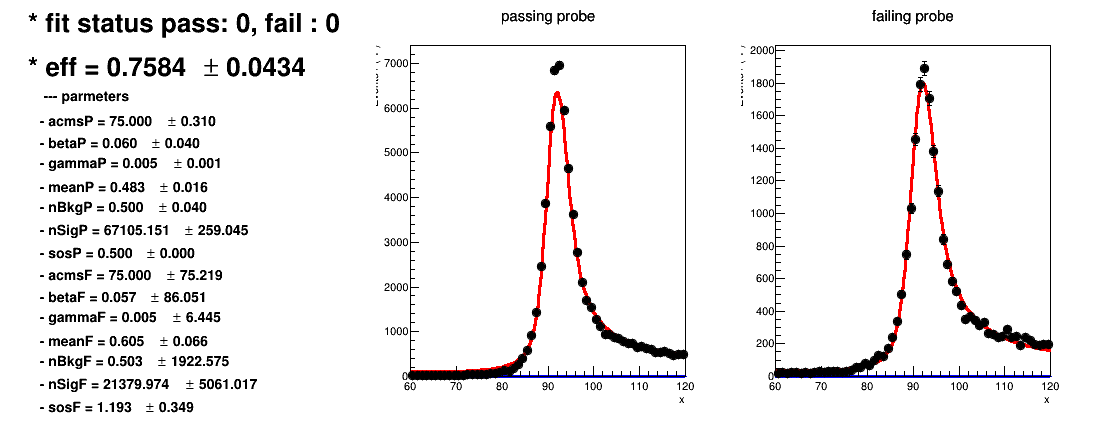 * fit status pass: 0, fail : 0
* eff = 0.7584 ± 0.0434
--- parmeters
- acmsP = 75.000 ± 0.310
- betaP = 0.060 ± 0.040
- gammaP = 0.005 ± 0.001
- meanP = 0.483 ± 0.016
- nBkgP = 0.500 ± 0.040
- nSigP = 67105.151 ± 259.045
- sosP = 0.500 ± 0.000
- acmsF = 75.000 ± 75.219
- betaF = 0.057 ± 86.051
- gammaF = 0.005 ± 6.445
- meanF = 0.605 ± 0.066
- nBkgF = 0.503 ± 1922.575
- nSigF = 21379.974 ± 5061.017
- sosF = 1.193 ± 0.349
passing probe
7000
6000
5000
4000
3000
2000
1000
0
60 70 80 90 100 110 120
x
failing probe
2000
1800
1600
1400
1200
1000
800
600
400
200
0
60 70 80 90 100 110 120
x